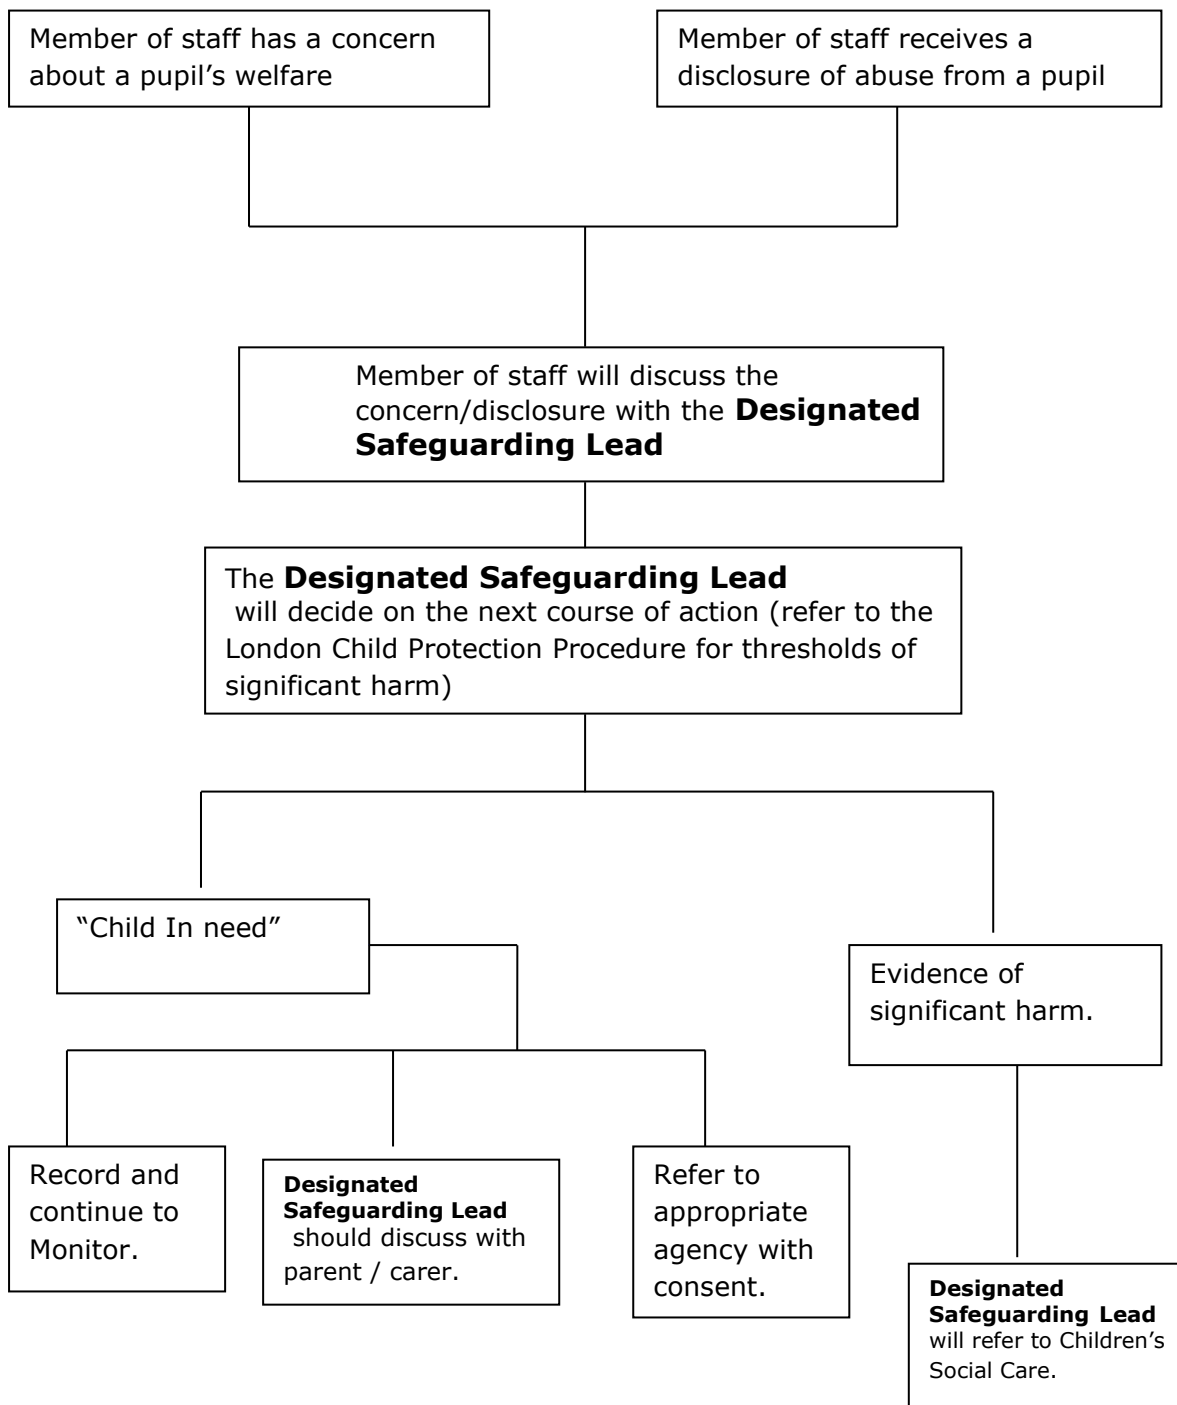 Member of staff has a concern
about a pupil’s welfare
Member of staff receives a
disclosure of abuse from a pupil
Member of staff will discuss the
concern/disclosure with the Designated
Safeguarding Lead
The Designated Safeguarding Lead
will decide on the next course of action (refer to the
London Child Protection Procedure for thresholds of
significant harm)
“Child In need”
Evidence of
significant harm.
Record and
continue to
Monitor.
Designated
Safeguarding Lead
should discuss with
parent / carer.
Refer to
appropriate
agency with
consent.
Designated
Safeguarding Lead
will refer to Children’s
Social Care.